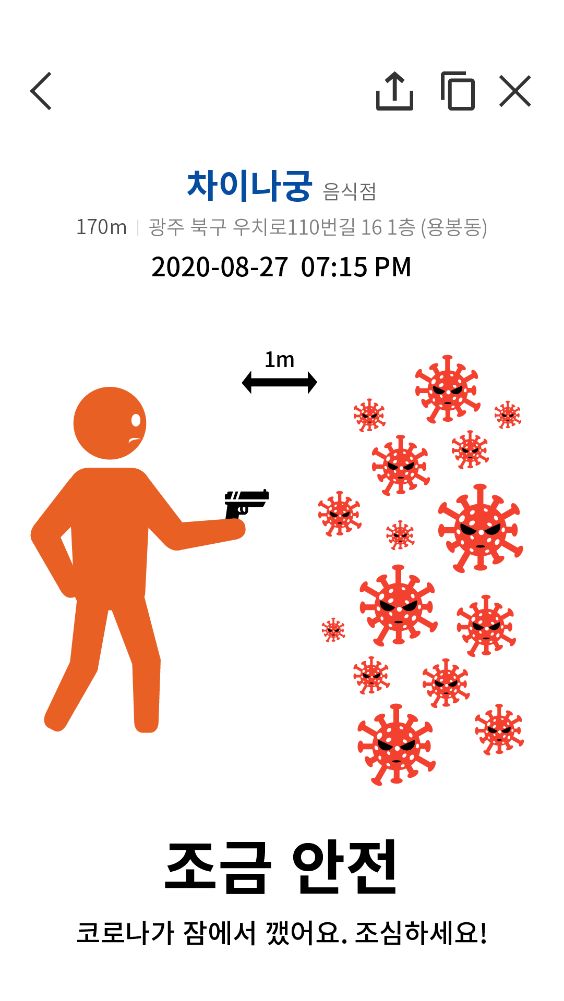 차이나궁 음식점
170m | 광주 북구 우치로110번길 16 1층 (용봉동)
2020-08-27 07:15 PM
1m
조금 안전
코로나가 잠에서 깼어요. 조심하세요!